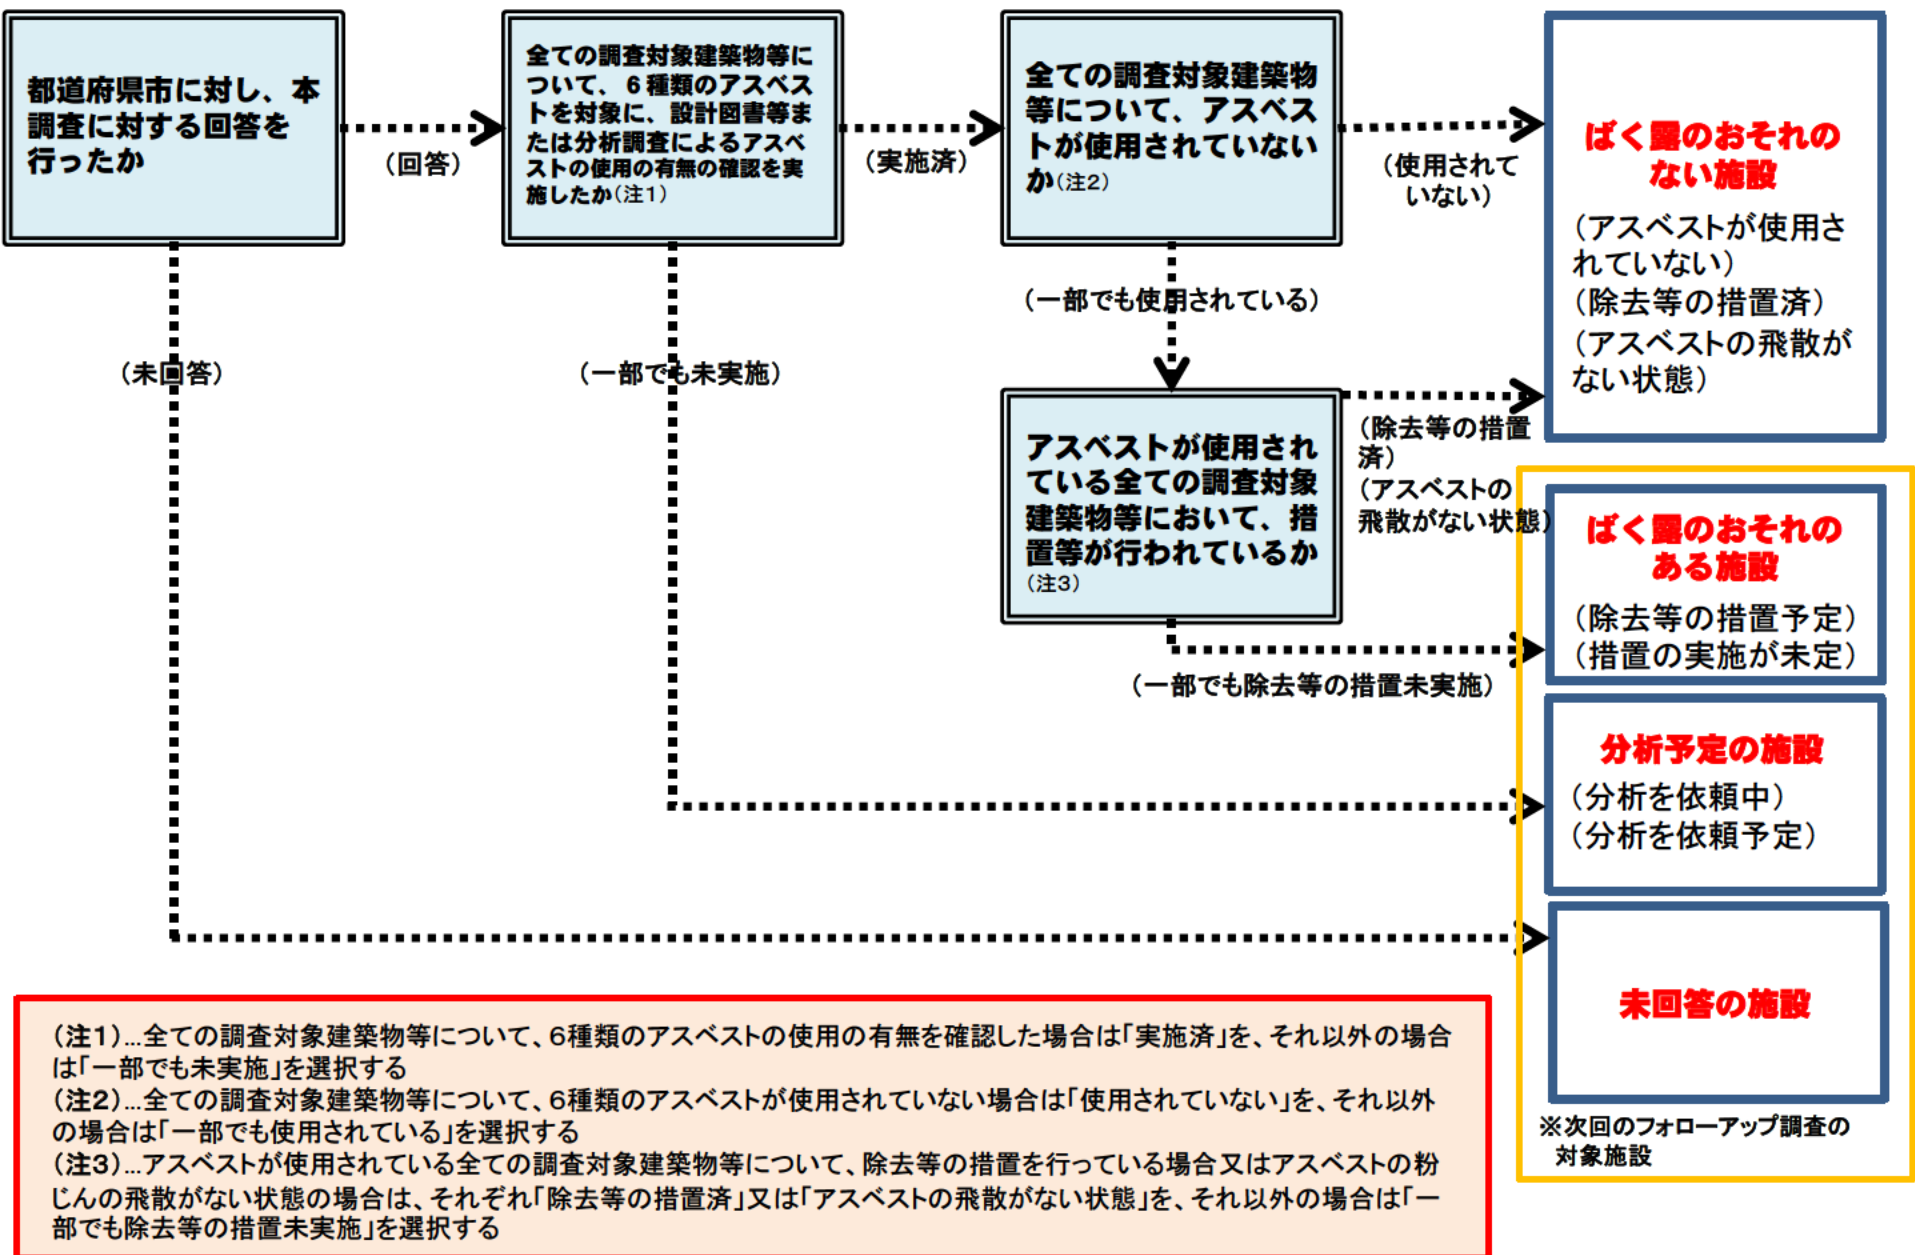 都道府県市に対し、本
調査に対する回答を
行ったか
(回答)
全ての調査対象建築物等に
ついて、6種類のアスベス
トを対象に、設計図書等ま
たは分析調査によるアスベ
ストの使用の有無の確認を実
施したか(注1)
(実施済)
全ての調査対象建築物
等について、アスベス
トが使用されていない
か(注2)
(使用されて
いない)
ばく露のおそれの
ない施設
(アスベストが使用さ
れていない)
(除去等の措置済)
(アスベストの飛散が
ない状態)
(一部でも使用されている)
(未回答)
(一部でも未実施)
アスベストが使用され
ている全ての調査対象
建築物等において、措
置等が行われているか
(注3)
(除去等の措置
済)
(アスベストの
飛散がない状態)
ばく露のおそれの
ある施設
(除去等の措置予定)
(措置の実施が未定)
(一部でも除去等の措置未実施)
分析予定の施設
(分析を依頼中)
(分析を依頼予定)
未回答の施設
※次回のフォローアップ調査の
対象施設
(注1)…全ての調査対象建築物等について、6種類のアスベストの使用の有無を確認した場合は「実施済」を、それ以外の場合
は「一部でも未実施」を選択する
(注2)…全ての調査対象建築物等について、6種類のアスベストが使用されていない場合は「使用されていない」を、それ以外
の場合は「一部でも使用されている」を選択する
(注3)…アスベストが使用されている全ての調査対象建築物等について、除去等の措置を行っている場合又はアスベストの粉
じんの飛散がない状態の場合は、それぞれ「除去等の措置済」又は「アスベストの飛散がない状態」を、それ以外の場合は「一
部でも除去等の措置未実施」を選択する